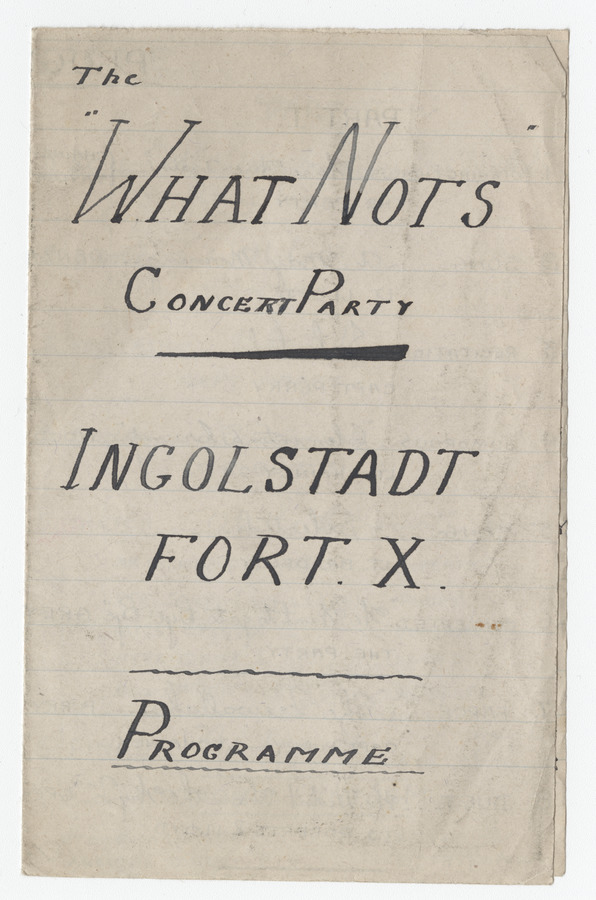 The
"WHAT NOTS"
CONCERT PARTY
INGOLSTADT
FORT. X.
PROGRAMME